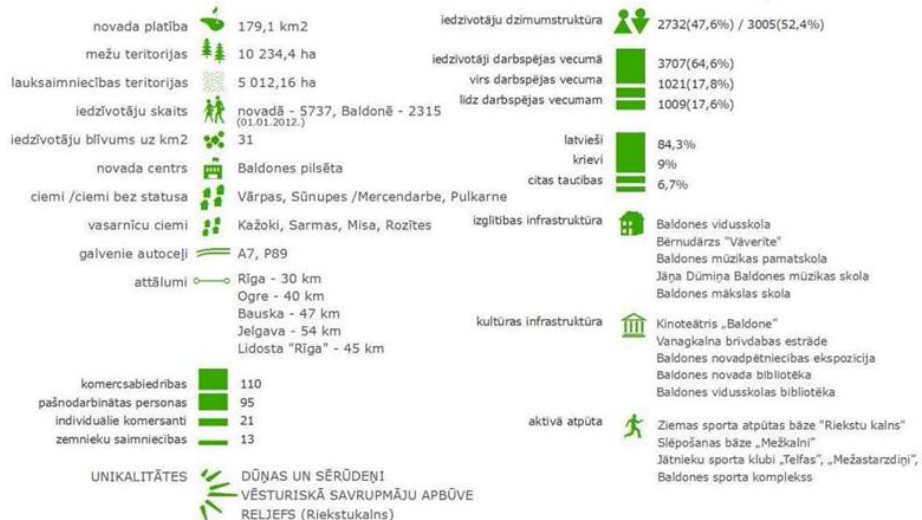 novada platība 179,1 km2
mežu teritorijas 10 234,4 ha
lauksaimniecības teritorijas 5 012,16 ha
iedzīvotāju skaits novadā - 5737, Baldonē - 2315
(01.01.2012.)
iedzīvotāju blīvums uz km2 31
novada centrs Baldones pilsēta
ciemi /ciemi bez statusa Vārpas, Sūnupes /Mercendarbe, Pulkarne
vasarnīcu ciemi Kažoki, Sarmas, Misa, Rozītes
galvenie autoceļi A7, P89
attālumi Rīga - 30 km
Ogre - 40 km
Bauska - 47 km
Jelgava - 54 km
Lidosta "Rīga" - 45 km
komercsabiedrības 110
pašnodarbinātas personas 95
individuālie komersanti 21
zemnieku saimniecības 13
UNIKALITĀTES DŪŅAS UN SĒRŪDEŅI
VĒSTURISKĀ SAVRUPMĀJU APBŪVE
RELJEFS (Riekstukalns)
iedzīvotāju dzimumstruktūra 2732(47,6%) / 3005(52,4%)
iedzīvotāji darbspējas vecumā 3707(64,6%)
virs darbspējas vecuma 1021(17,8%)
līdz darbspējas vecumam 1009(17,6%)
latvieši 84,3%
krievi 9%
citas tautības 6,7%
izglītības infrastruktūra Baldones vidusskola
Bērnudārzs "Vāverīte"
Baldones mūzikas pamatskola
Jāņa Dūmiņa Baldones mūzikas skola
Baldones mākslas skola
kultūras infrastruktūra Kinoteātris „Baldone"
Vanagkalna brīvdabas estrāde
Baldones novadpētniecības ekspozīcija
Baldones novada bibliotēka
Baldones vidusskolas bibliotēka
aktīvā atpūta Ziemas sporta atpūtas bāze "Riekstu kalns"
Slēpošanas bāze „Mežkalni"
Jātnieku sporta klubi „Telfas", „Mežastarzdiņi",
Baldones sporta komplekss